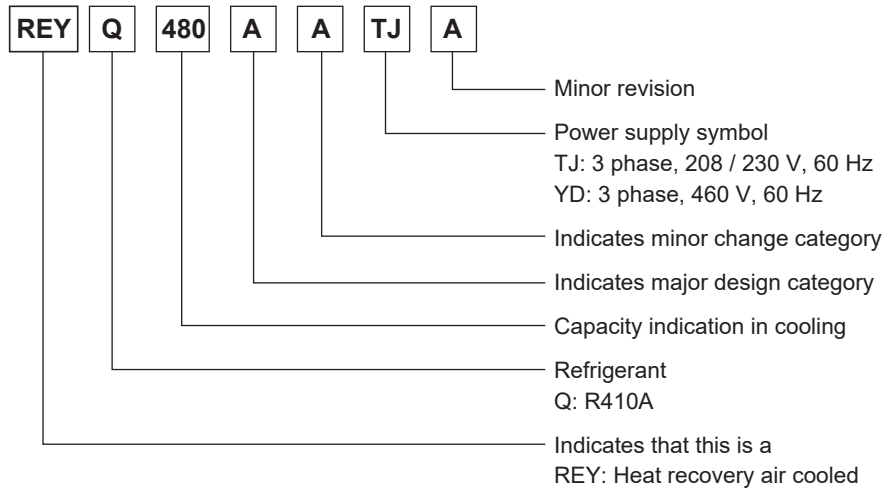 REY Q 480 A A TJ A
Minor revision
Power supply symbol
TJ: 3 phase, 208 / 230 V, 60 Hz
YD: 3 phase, 460 V, 60 Hz
Indicates minor change category
Indicates major design category
Capacity indication in cooling
Refrigerant
Q: R410A
Indicates that this is a
REY: Heat recovery air cooled